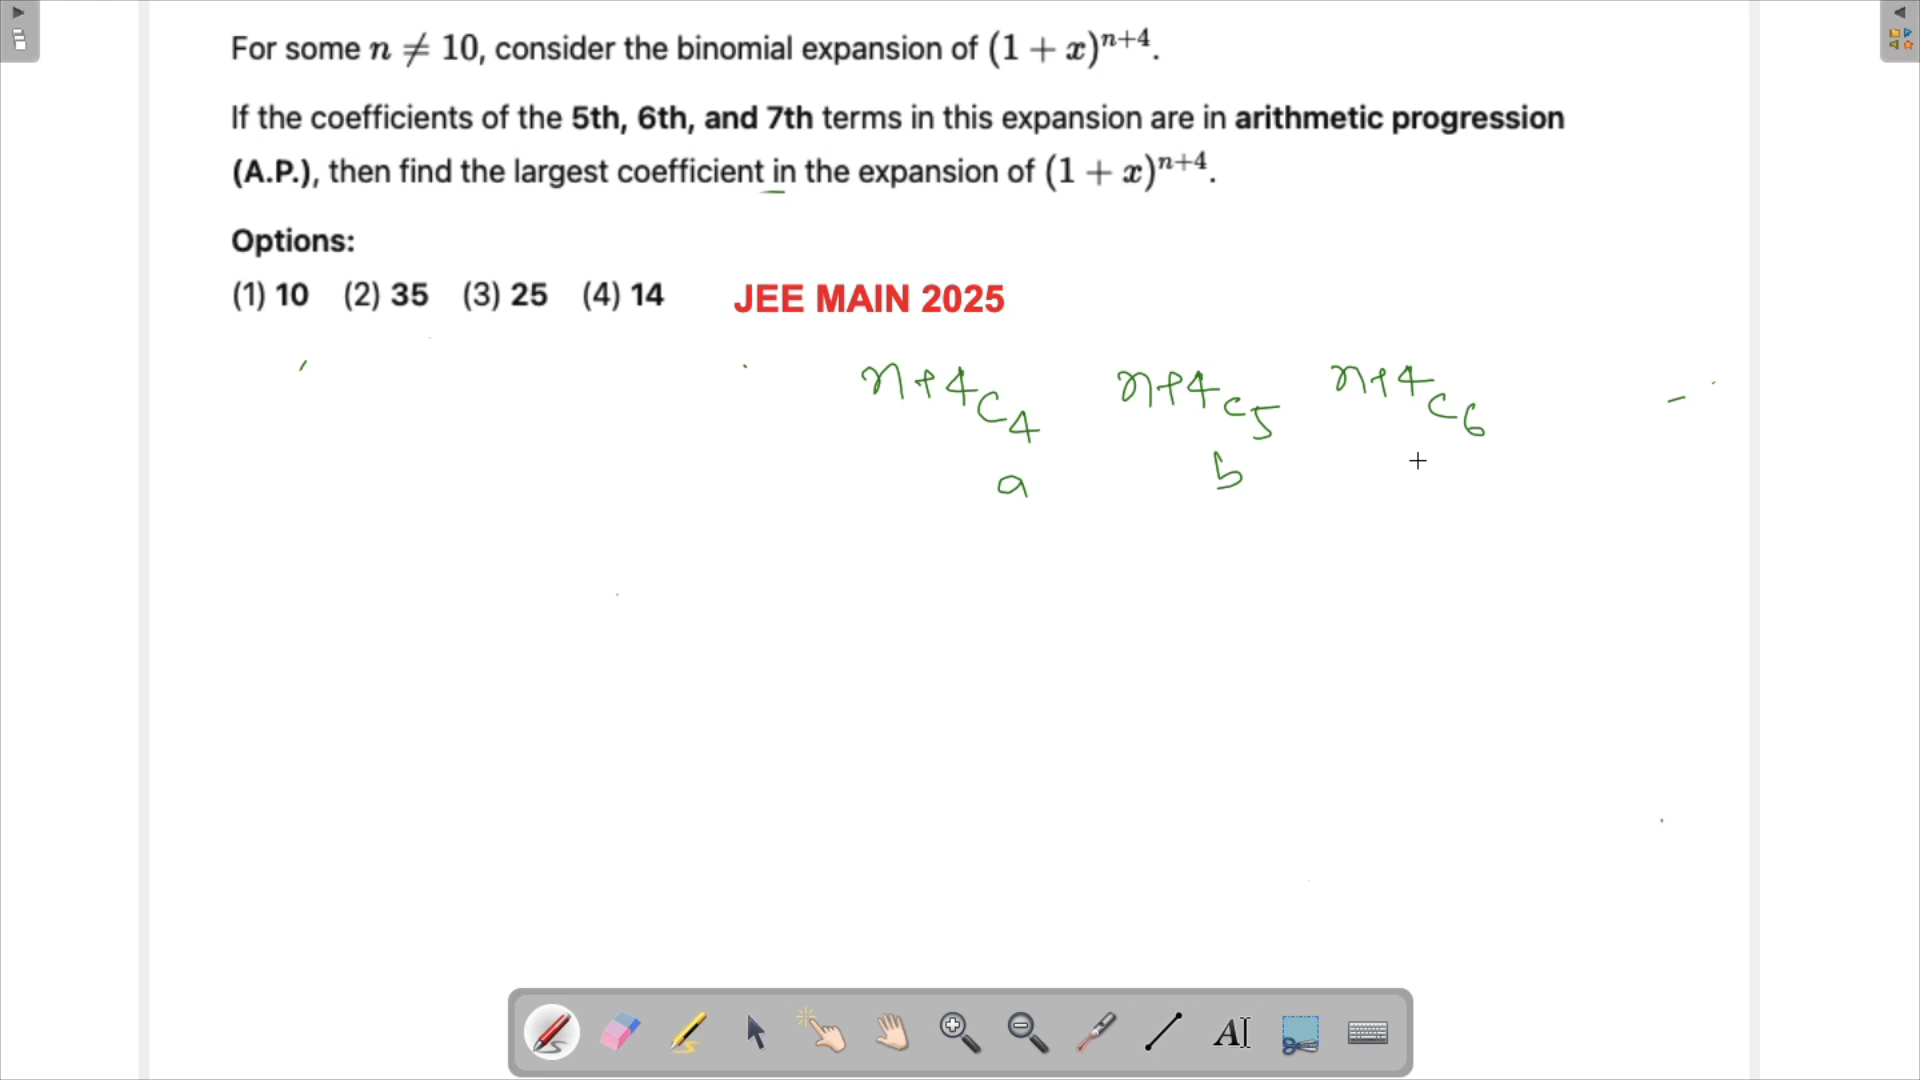 For some n ≠ 10, consider the binomial expansion of (1 + x)ⁿ⁺⁴.
If the coefficients of the 5th, 6th, and 7th terms in this expansion are in arithmetic progression
(A.P.), then find the largest coefficient in the expansion of (1 + x)ⁿ⁺⁴.
Options:
(1) 10 (2) 35 (3) 25 (4) 14 JEE MAIN 2025
n+4C4 n+4C5 n+4C6
a b